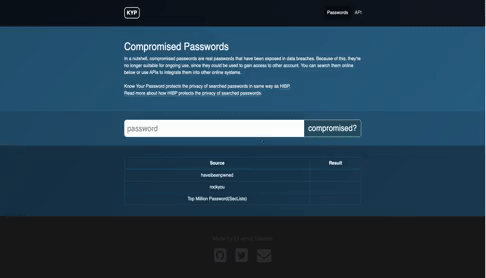 KYP
Passwords API
Compromised Passwords
In a nutshell, compromised passwords are real passwords that have been exposed in data breaches. Because of this, they're
no longer suitable for ongoing use, since they could be used to gain access to other account. You can search them online
below or use APIs to integrate them into other online systems.
Know Your Password protects the privacy of searched passwords in same way as HIBP.
Read more about how HIBP protects the privacy of searched passwords.
password compromised?
Source Result
haveibeenpwned
rockyou
Top Million Password(SecLists)